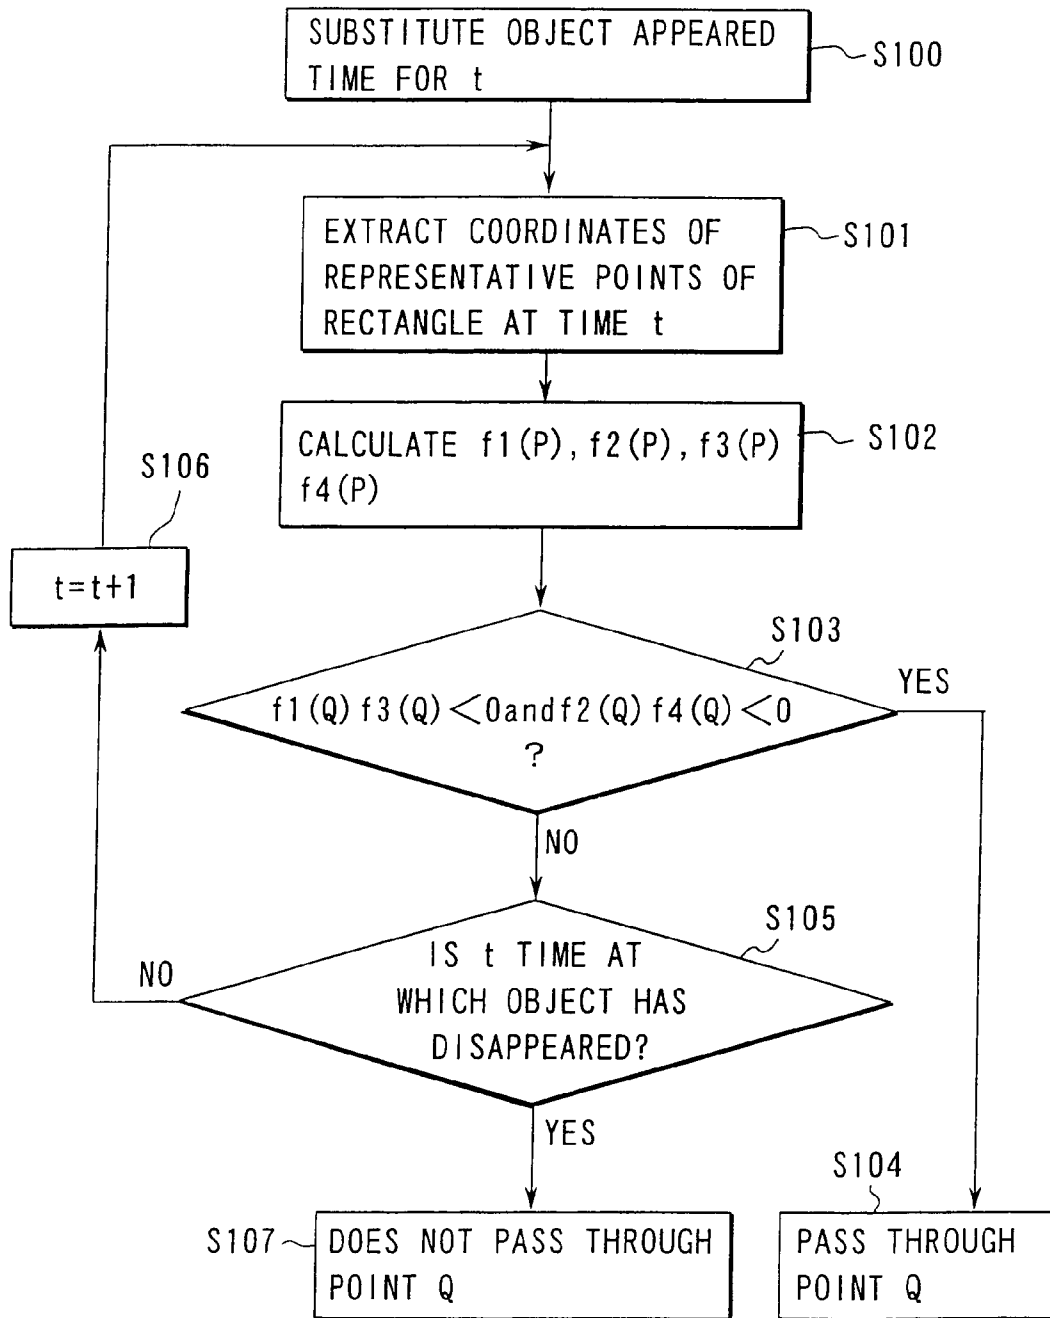 SUBSTITUTE OBJECT APPEARED
TIME FOR t
S100
EXTRACT COORDINATES OF
REPRESENTATIVE POINTS OF
RECTANGLE AT TIME t
S101
CALCULATE f1(P), f2(P), f3(P)
f4(P)
S102
S106
t=t+1
S103
f1(Q)f3(Q)<0andf2(Q)f4(Q)<0
?
YES
NO
S105
IS t TIME AT
WHICH OBJECT HAS
DISAPPEARED?
NO
YES
S107
DOES NOT PASS THROUGH
POINT Q
S104
PASS THROUGH
POINT Q